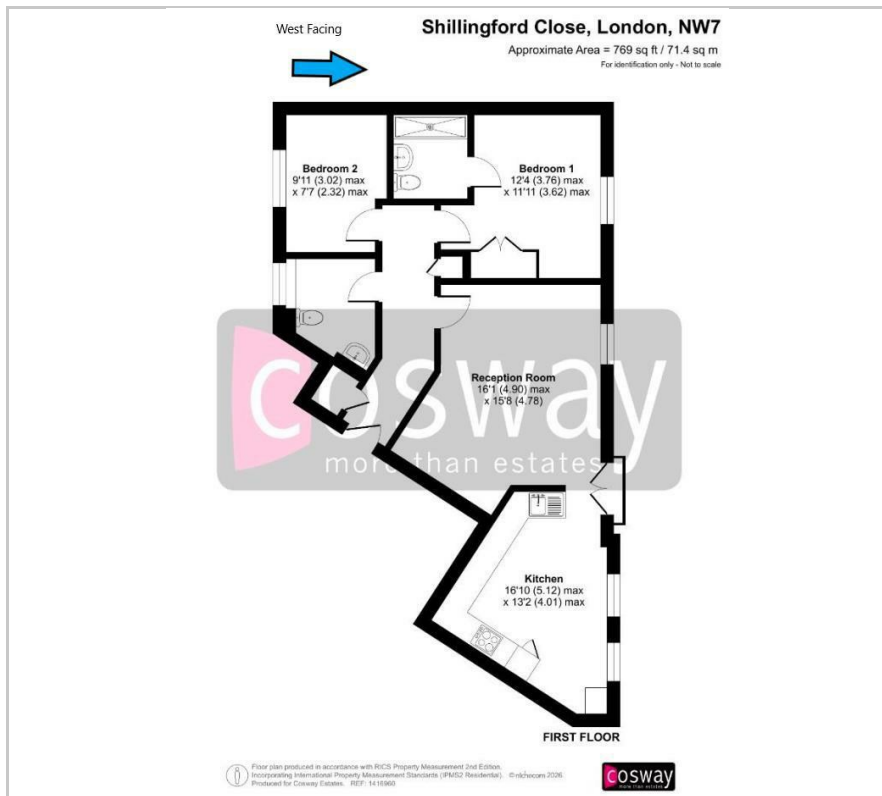 West Facing
Shillingford Close, London, NW7
Approximate Area = 769 sq ft / 71.4 sq m
For identification only - Not to scale
Bedroom 2
9'11 (3.02) max
x 7'7 (2.32) max
Bedroom 1
12'4 (3.76) max
x 11'11 (3.62) max
Reception Room
16'1 (4.90) max
x 15'8 (4.78)
cosway
more than estates
Kitchen
16'10 (5.12) max
x 13'2 (4.01) max
FIRST FLOOR
Floor plan produced in accordance with RICS Property Measurement 2nd Edition.
Incorporating International Property Measurement Standards (IPMS2 Residential). ©nichecom 2026.
Produced for Cosway Estates. REF: 1416960
cosway
more than estates